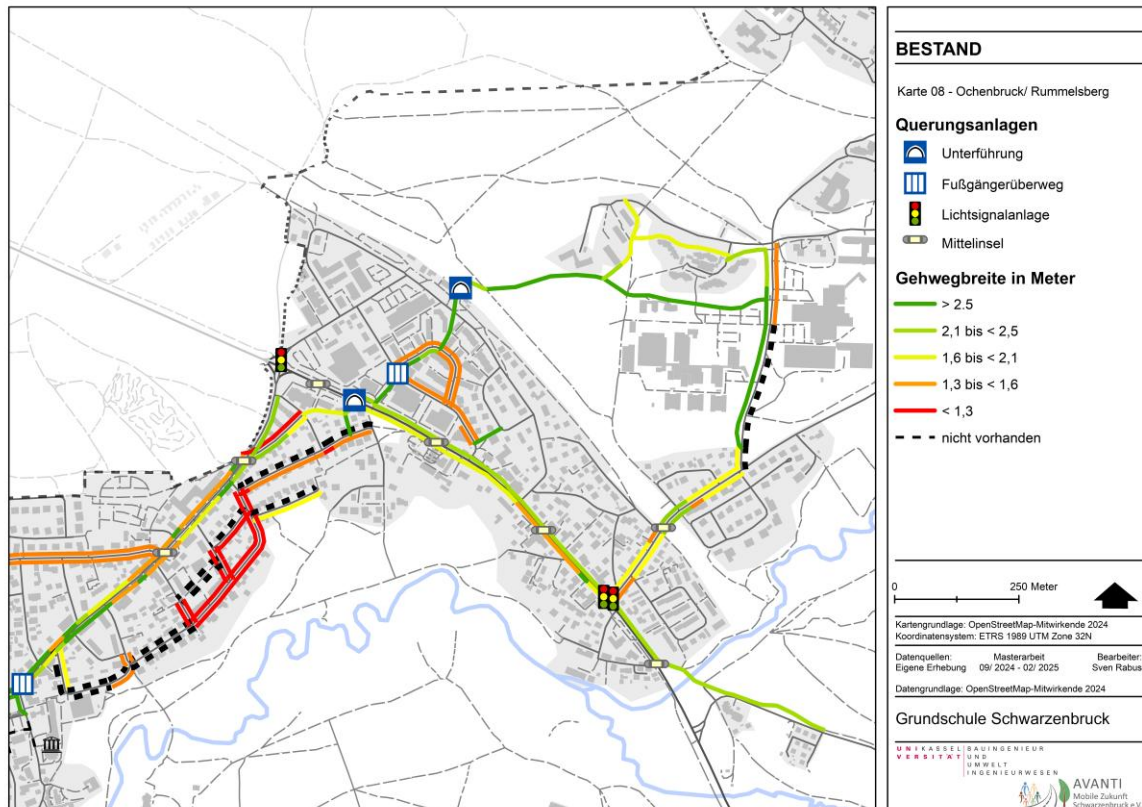 BESTAND
Karte 08 - Ochenbruck/ Rummelsberg
Querungsanlagen
Unterführung
Fußgängerüberweg
Lichtsignalanlage
Mittelinsel
Gehwegbreite in Meter
> 2.5
2,1 bis < 2,5
1,6 bis < 2,1
1,3 bis < 1,6
< 1,3
nicht vorhanden
0 250 Meter
Kartengrundlage: OpenStreetMap-Mitwirkende 2024
Koordinatensystem: ETRS 1989 UTM Zone 32N
Datenquellen: Masterarbeit Bearbeiter:
Eigene Erhebung 09/ 2024 - 02/ 2025 Sven Rabus
Datengrundlage: OpenStreetMap-Mitwirkende 2024
Grundschule Schwarzenbruck
UNIKASSEL BAUINGENIEUR
VERSITÄT UND
UMWELT
INGENIEURWESEN
AVANTI
Mobile Zukunft
Schwarzenbruck